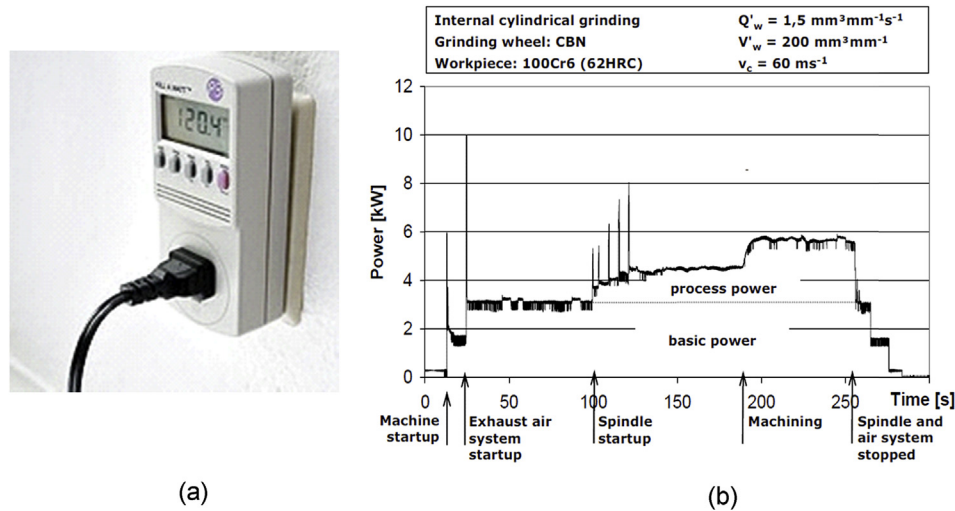 KILL A WATT™
120.4
(a)
Internal cylindrical grinding
Grinding wheel: CBN
Workpiece: 100Cr6 (62HRC)
Q'w = 1,5 mm³mm⁻¹s⁻¹
V'w = 200 mm³mm⁻¹
vc = 60 ms⁻¹
Power [kW]
12
10
8
6
4
2
0
process power
basic power
0
50
100
150
200
250
Time [s]
Machine
startup
Exhaust air
system
startup
Spindle
startup
Machining
Spindle and
air system
stopped
(b)